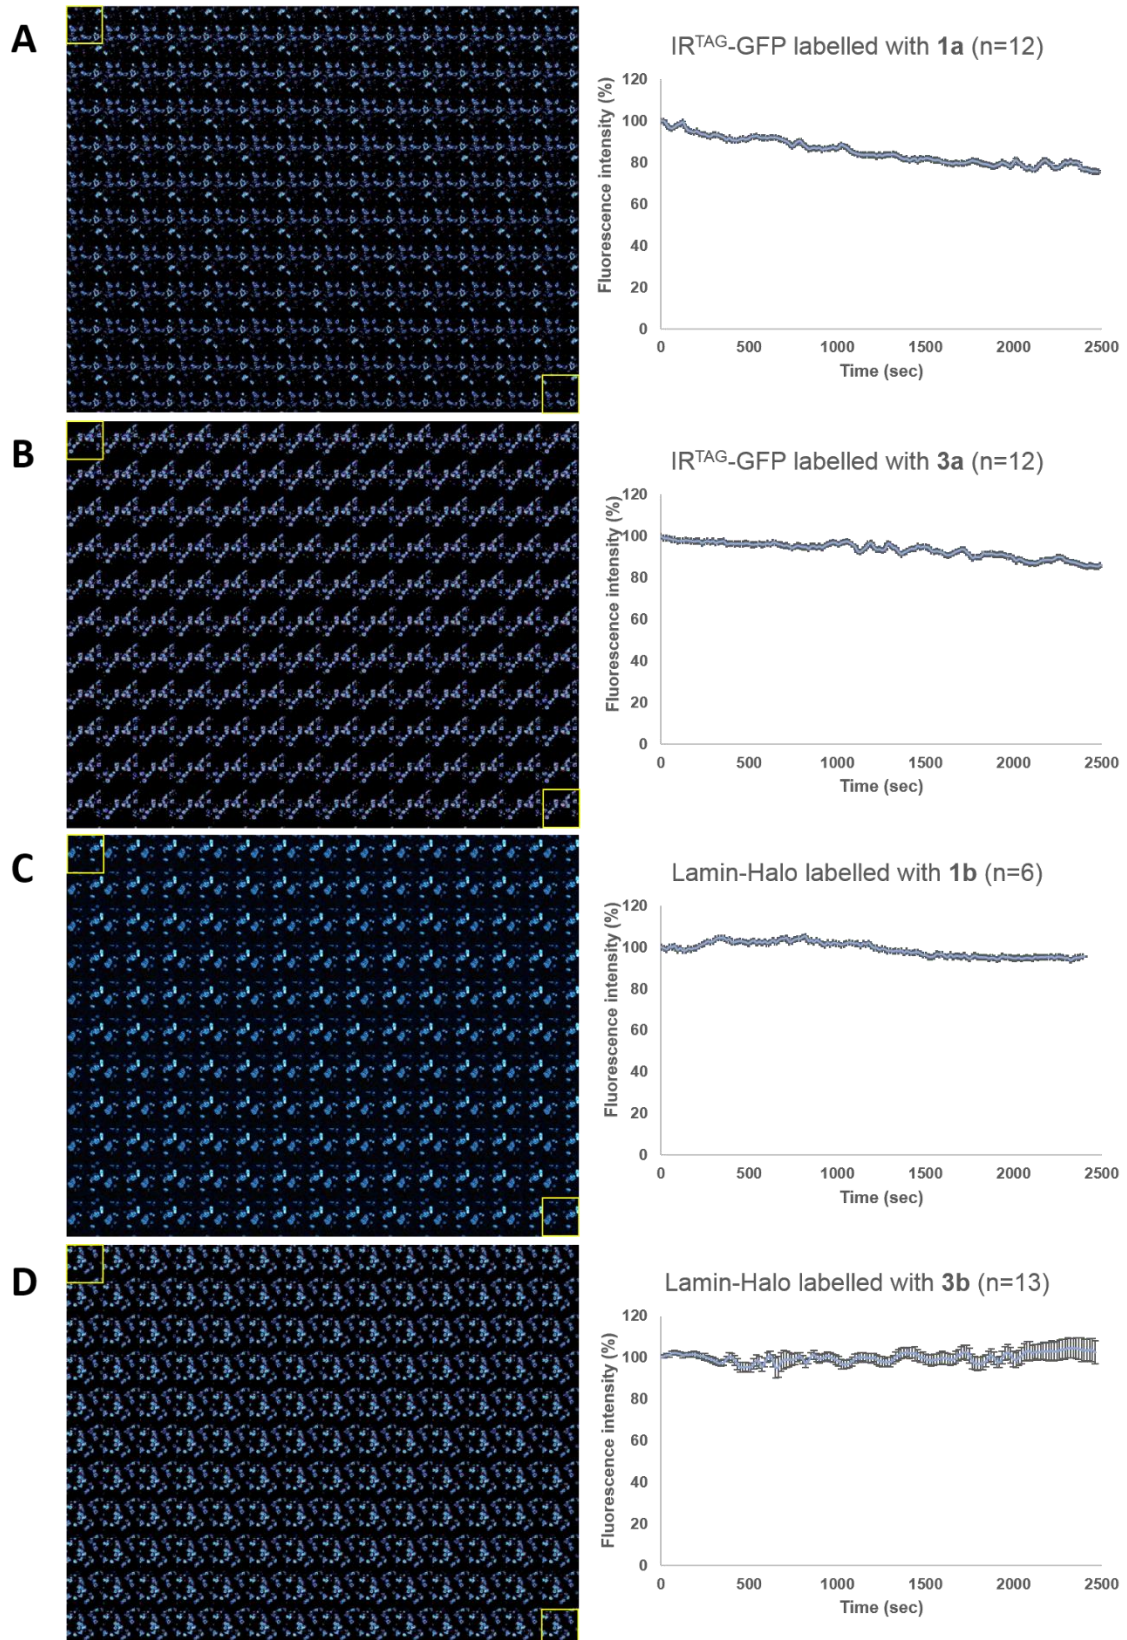 A
IRTAG-GFP labelled with 1a (n=12)
Fluorescence intensity (%)
120
100
80
60
40
20
0
0 500 1000 1500 2000 2500
Time (sec)
B
IRTAG-GFP labelled with 3a (n=12)
Fluorescence intensity (%)
120
100
80
60
40
20
0
0 500 1000 1500 2000 2500
Time (sec)
C
Lamin-Halo labelled with 1b (n=6)
Fluorescence intensity (%)
120
100
80
60
40
20
0
0 500 1000 1500 2000 2500
Time (sec)
D
Lamin-Halo labelled with 3b (n=13)
Fluorescence intensity (%)
120
100
80
60
40
20
0
0 500 1000 1500 2000 2500
Time (sec)